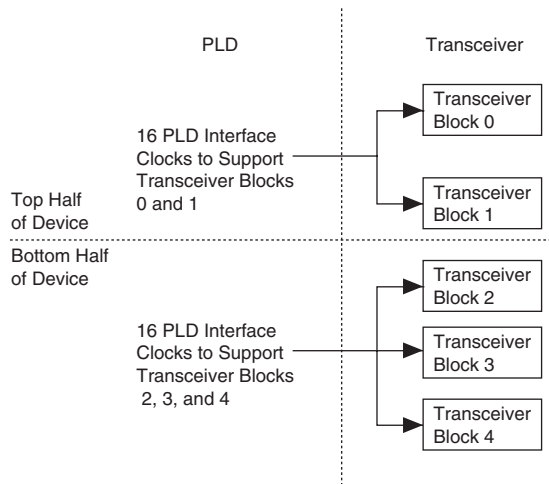 PLD
Transceiver
Transceiver
Block 0
16 PLD Interface
Clocks to Support
Transceiver Blocks
0 and 1
Transceiver
Block 1
Top Half
of Device
Bottom Half
of Device
Transceiver
Block 2
16 PLD Interface
Clocks to Support
Transceiver Blocks
2, 3, and 4
Transceiver
Block 3
Transceiver
Block 4